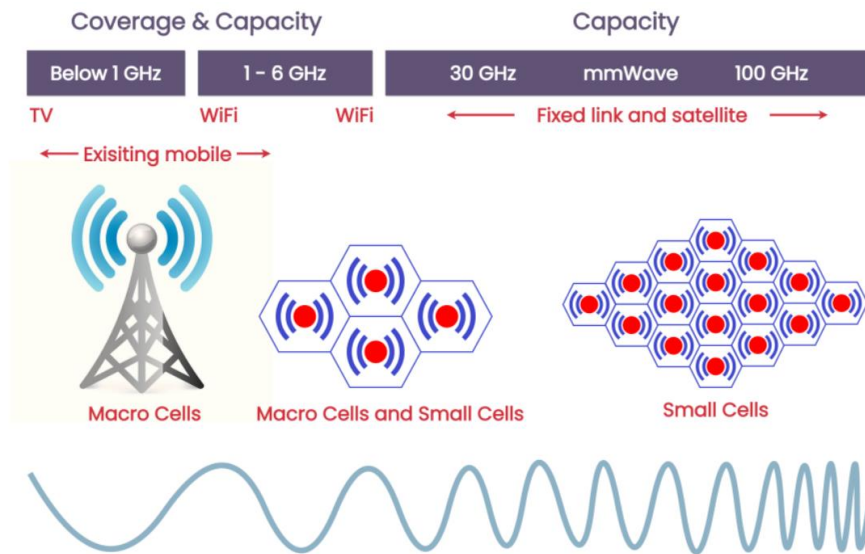 Coverage & Capacity
Capacity
Below 1 GHz
1 - 6 GHz
30 GHz
mmWave
100 GHz
TV
WiFi
WiFi
Fixed link and satellite
Exisiting mobile
Macro Cells
Macro Cells and Small Cells
Small Cells